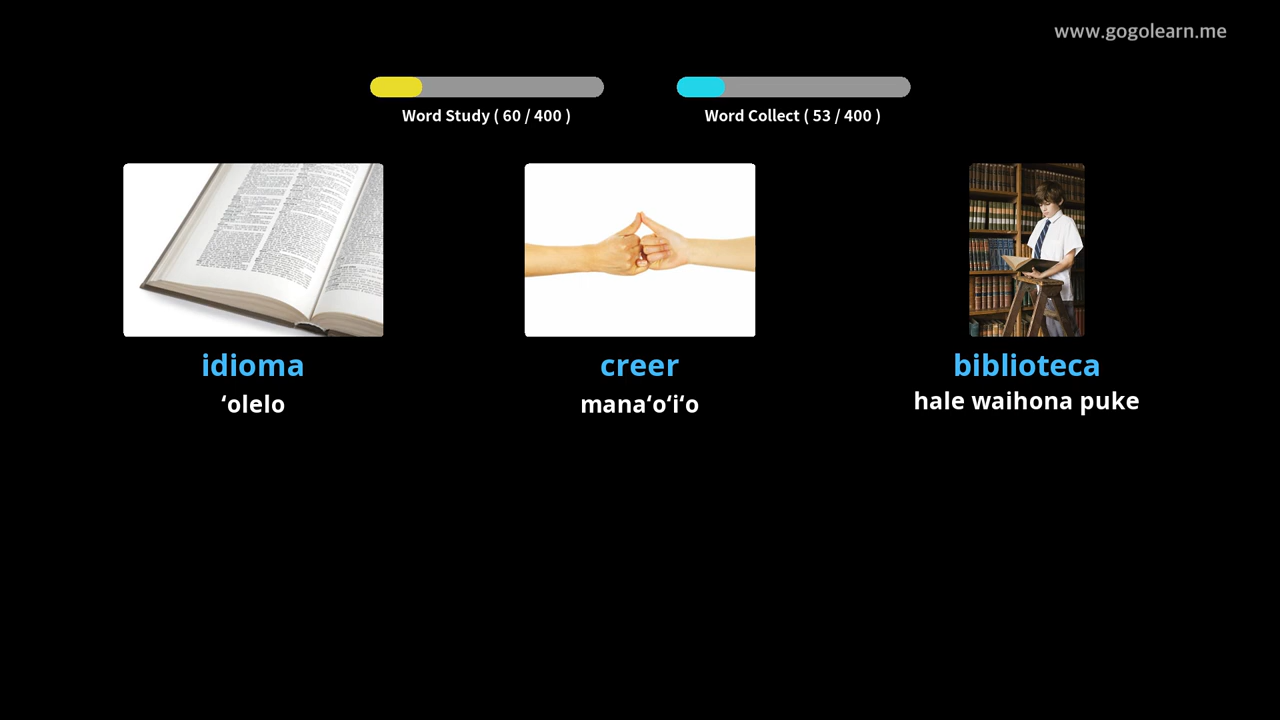 www.gogolearn.me
Word Study ( 60 / 400 )
Word Collect ( 53 / 400 )
idioma
ʻolelo
creer
manaʻoʻiʻo
biblioteca
hale waihona puke